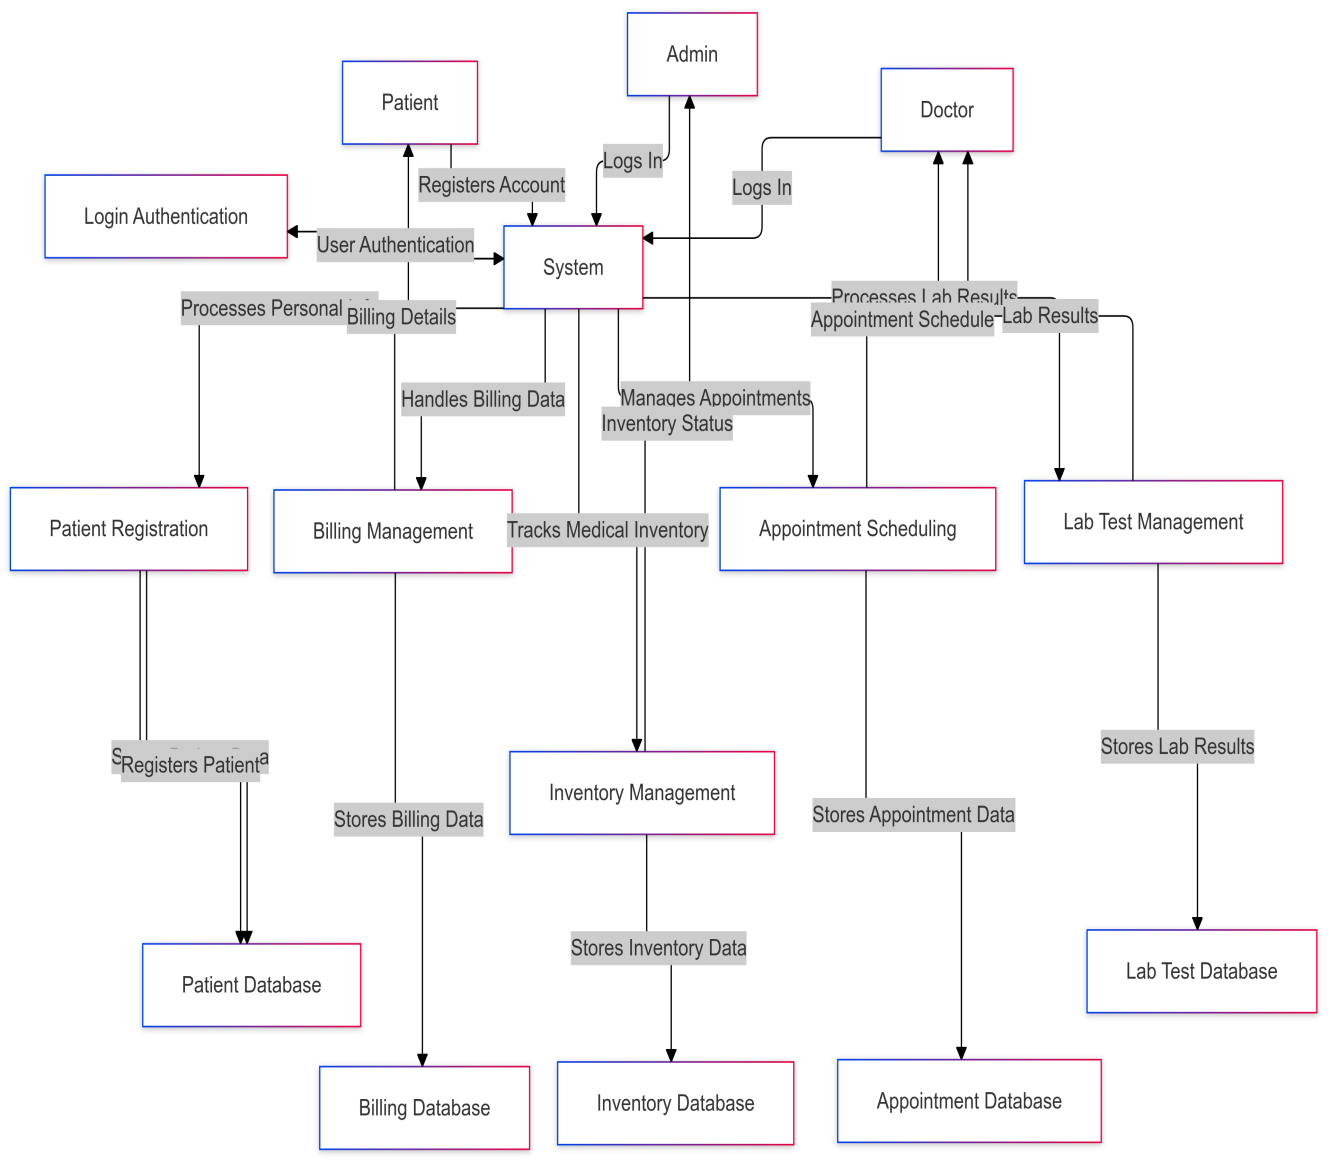 Admin
Patient
Doctor
Logs In
Registers Account
Logs In
Login Authentication
User Authentication
System
Processes Personal
Billing Details
Processes Lab Results
Appointment Schedule
Lab Results
Handles Billing Data
Manages Appointments
Inventory Status
Patient Registration
Billing Management
Tracks Medical Inventory
Appointment Scheduling
Lab Test Management
Registers Patient
Stores Lab Results
Inventory Management
Stores Billing Data
Stores Appointment Data
Stores Inventory Data
Patient Database
Lab Test Database
Billing Database
Inventory Database
Appointment Database